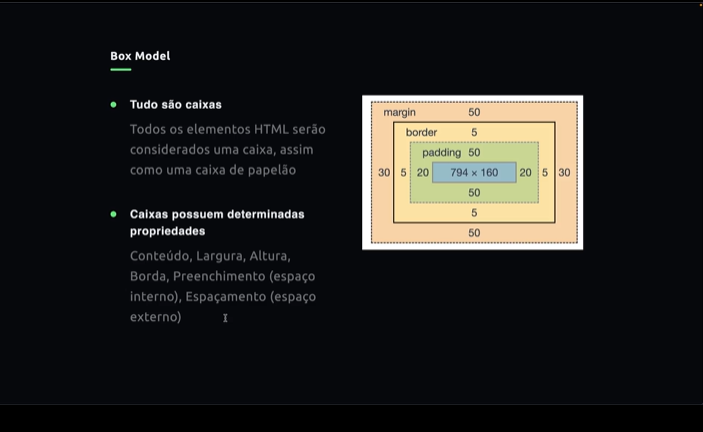 Box Model
Tudo são caixas
Todos os elementos HTML serão
considerados uma caixa, assim
como uma caixa de papelão
Caixas possuem determinadas
propriedades
Conteúdo, Largura, Altura,
Borda, Preenchimento (espaço
interno), Espaçamento (espaço
externo)
margin 50
border 5
padding 50
30 5 20 794 × 160 20 5 30
50
5
50